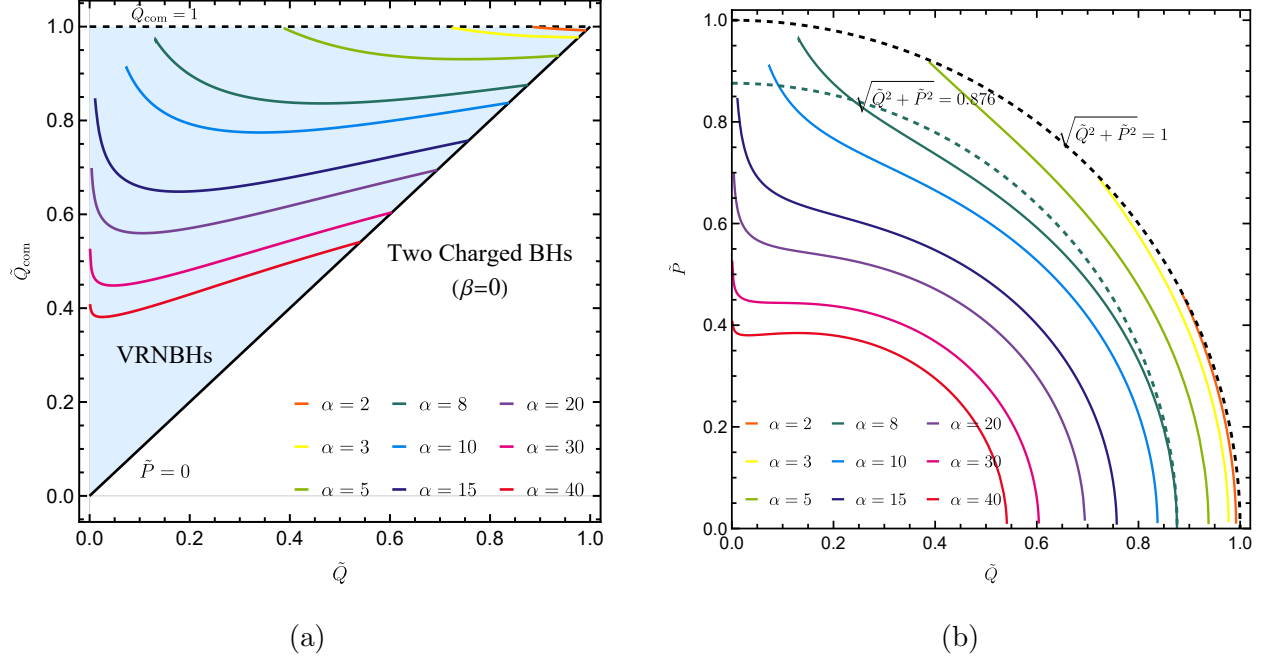 Q̃com = 1
1.0
0.8
0.6
0.4
0.2
0.0
Q̃com
VRNBHs
Two Charged BHs
(β=0)
P̃ = 0
α = 2 α = 8 α = 20
α = 3 α = 10 α = 30
α = 5 α = 15 α = 40
0.0 0.2 0.4 0.6 0.8 1.0
Q̃
(a)
1.0
0.8
0.6
0.4
0.2
0.0
P̃
√Q̃² + P̃² = 0.876
√Q̃² + P̃² = 1
α = 2 α = 8 α = 20
α = 3 α = 10 α = 30
α = 5 α = 15 α = 40
0.0 0.2 0.4 0.6 0.8 1.0
Q̃
(b)